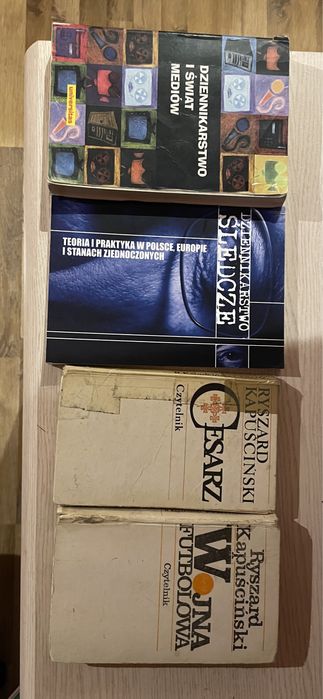 universitas
DZIENNIKARSTWO
I ŚWIAT
MEDIÓW
DZIENNIKARSTWO
ŚLEDCZE
TEORIA I PRAKTYKA W POLSCE, EUROPIE
I STANACH ZJEDNOCZONYCH
RYSZARD
KAPUŚCIŃSKI
CESARZ
Czytelnik
Ryszard
Kapuściński
WOJNA
FUTBOLOWA
Czytelnik